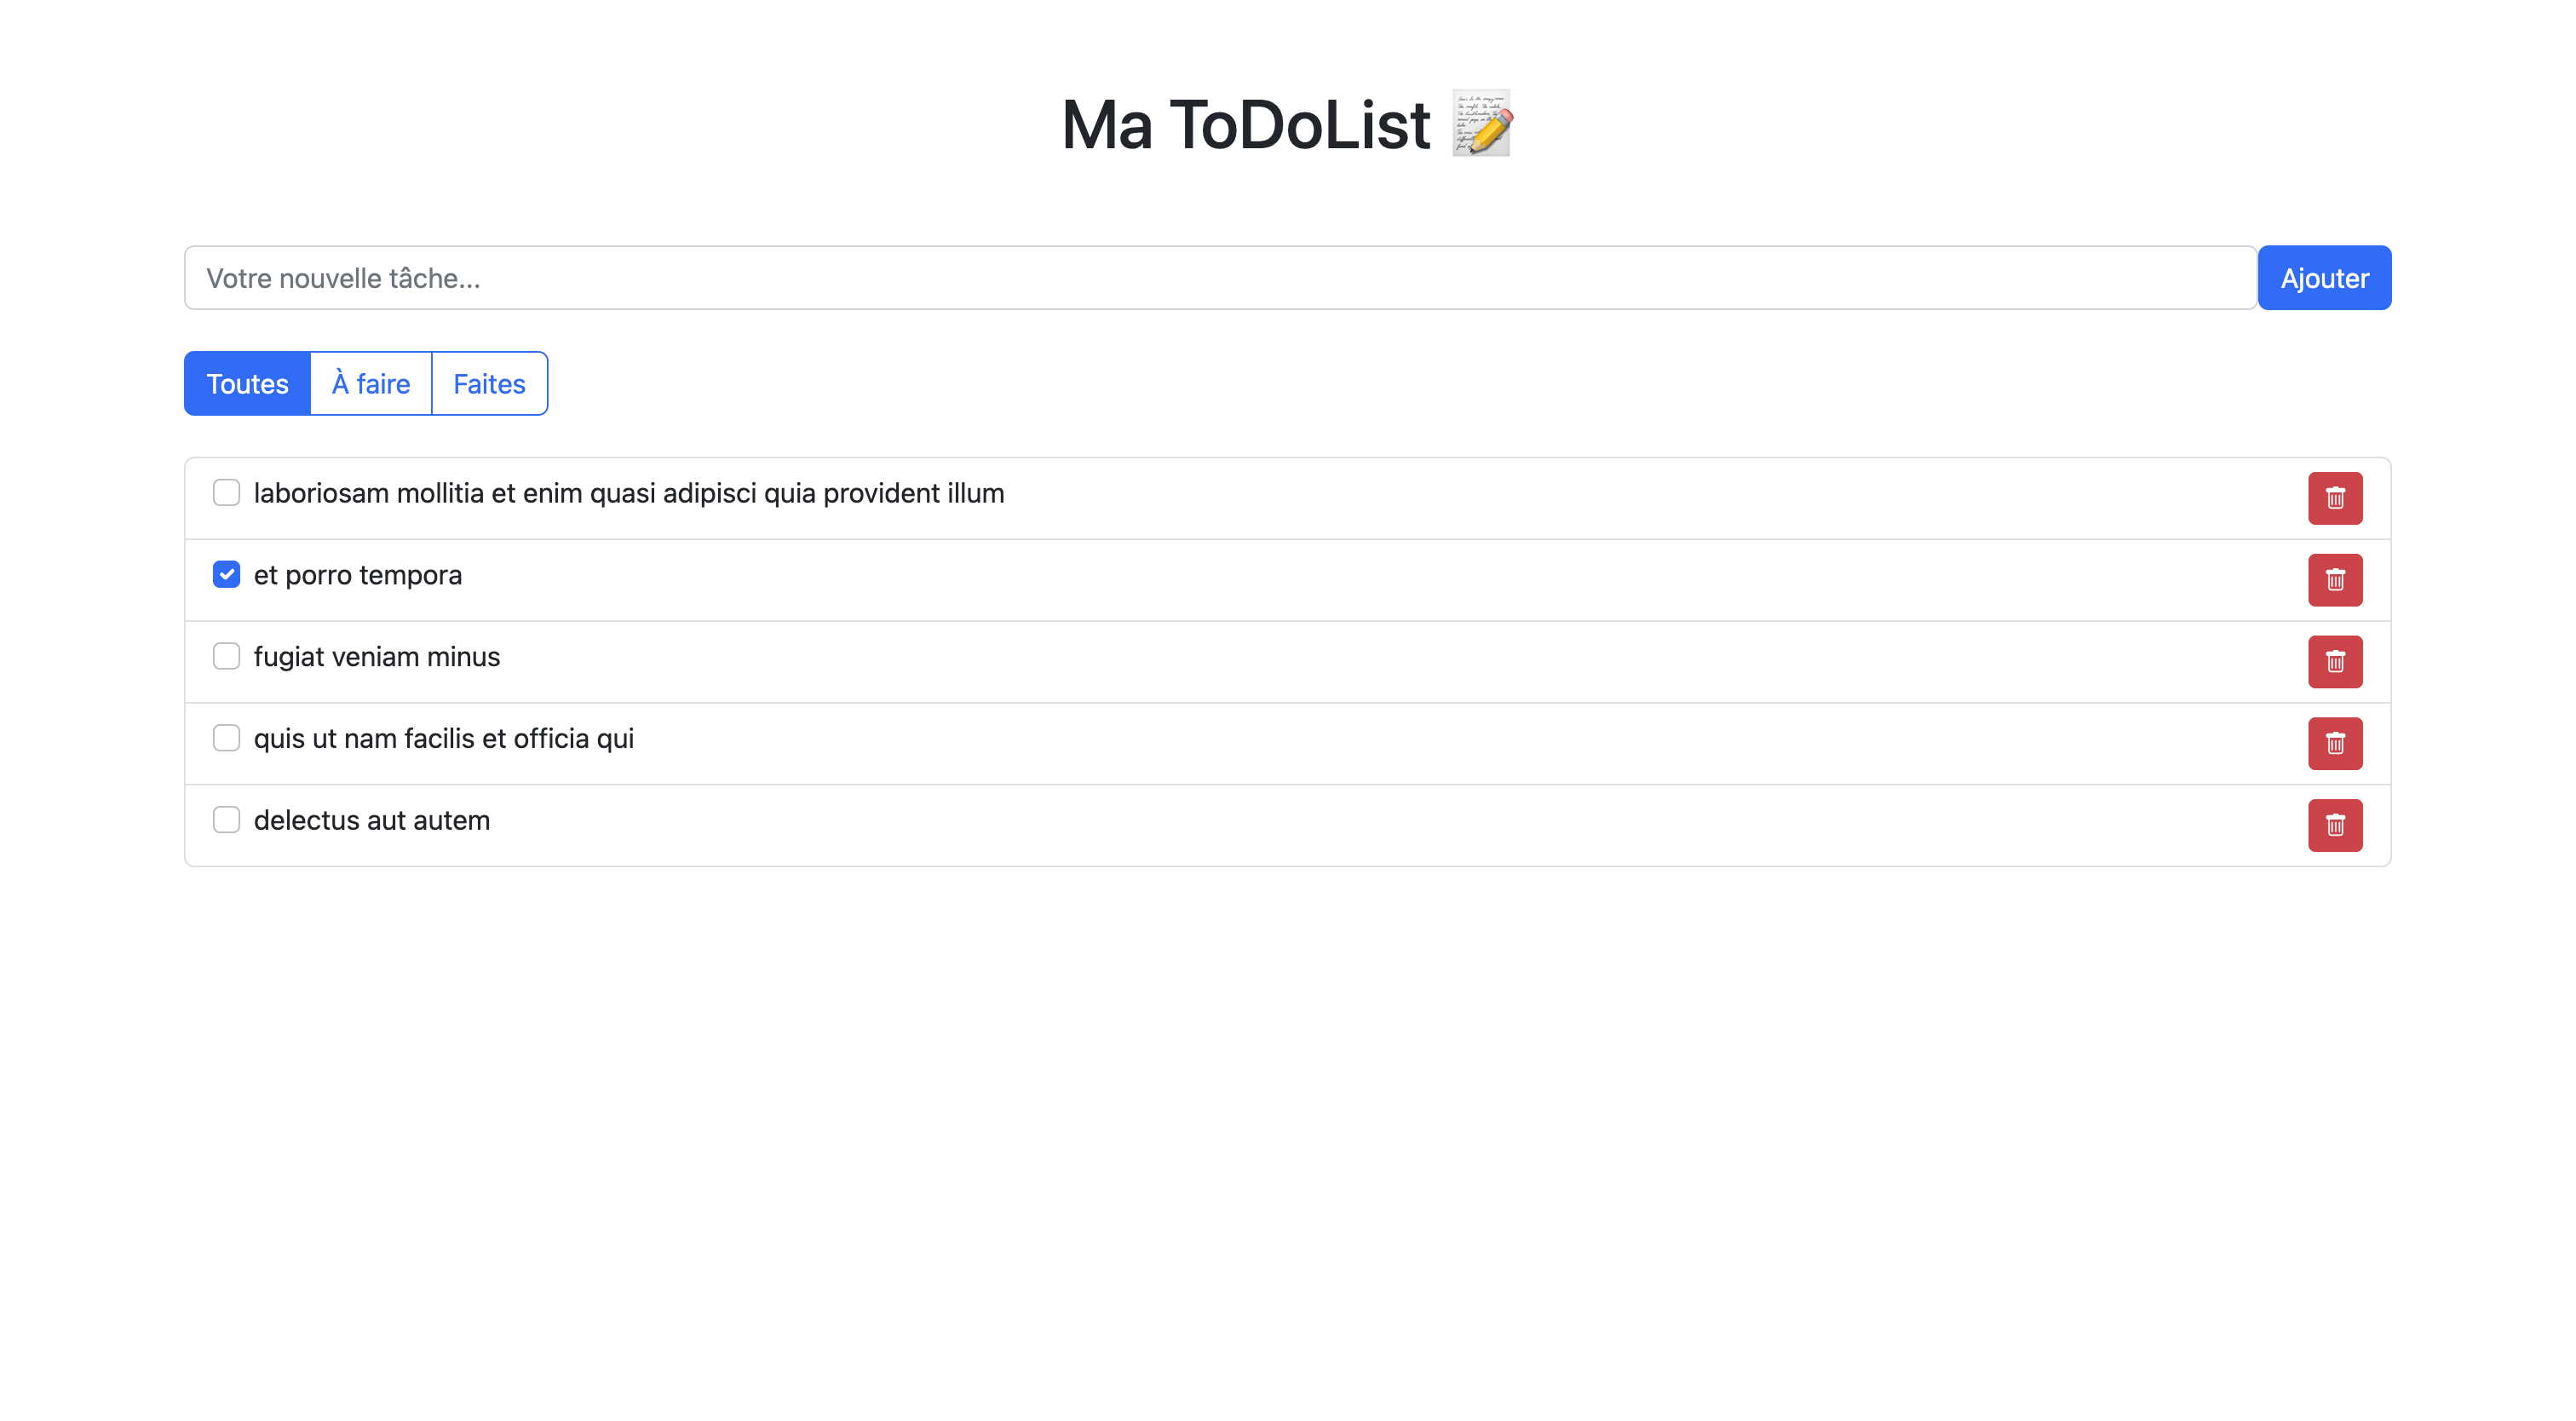 Ma ToDoList 📝
Votre nouvelle tâche...
Ajouter
Toutes
À faire
Faites
laboriosam mollitia et enim quasi adipisci quia provident illum
et porro tempora
fugiat veniam minus
quis ut nam facilis et officia qui
delectus aut autem